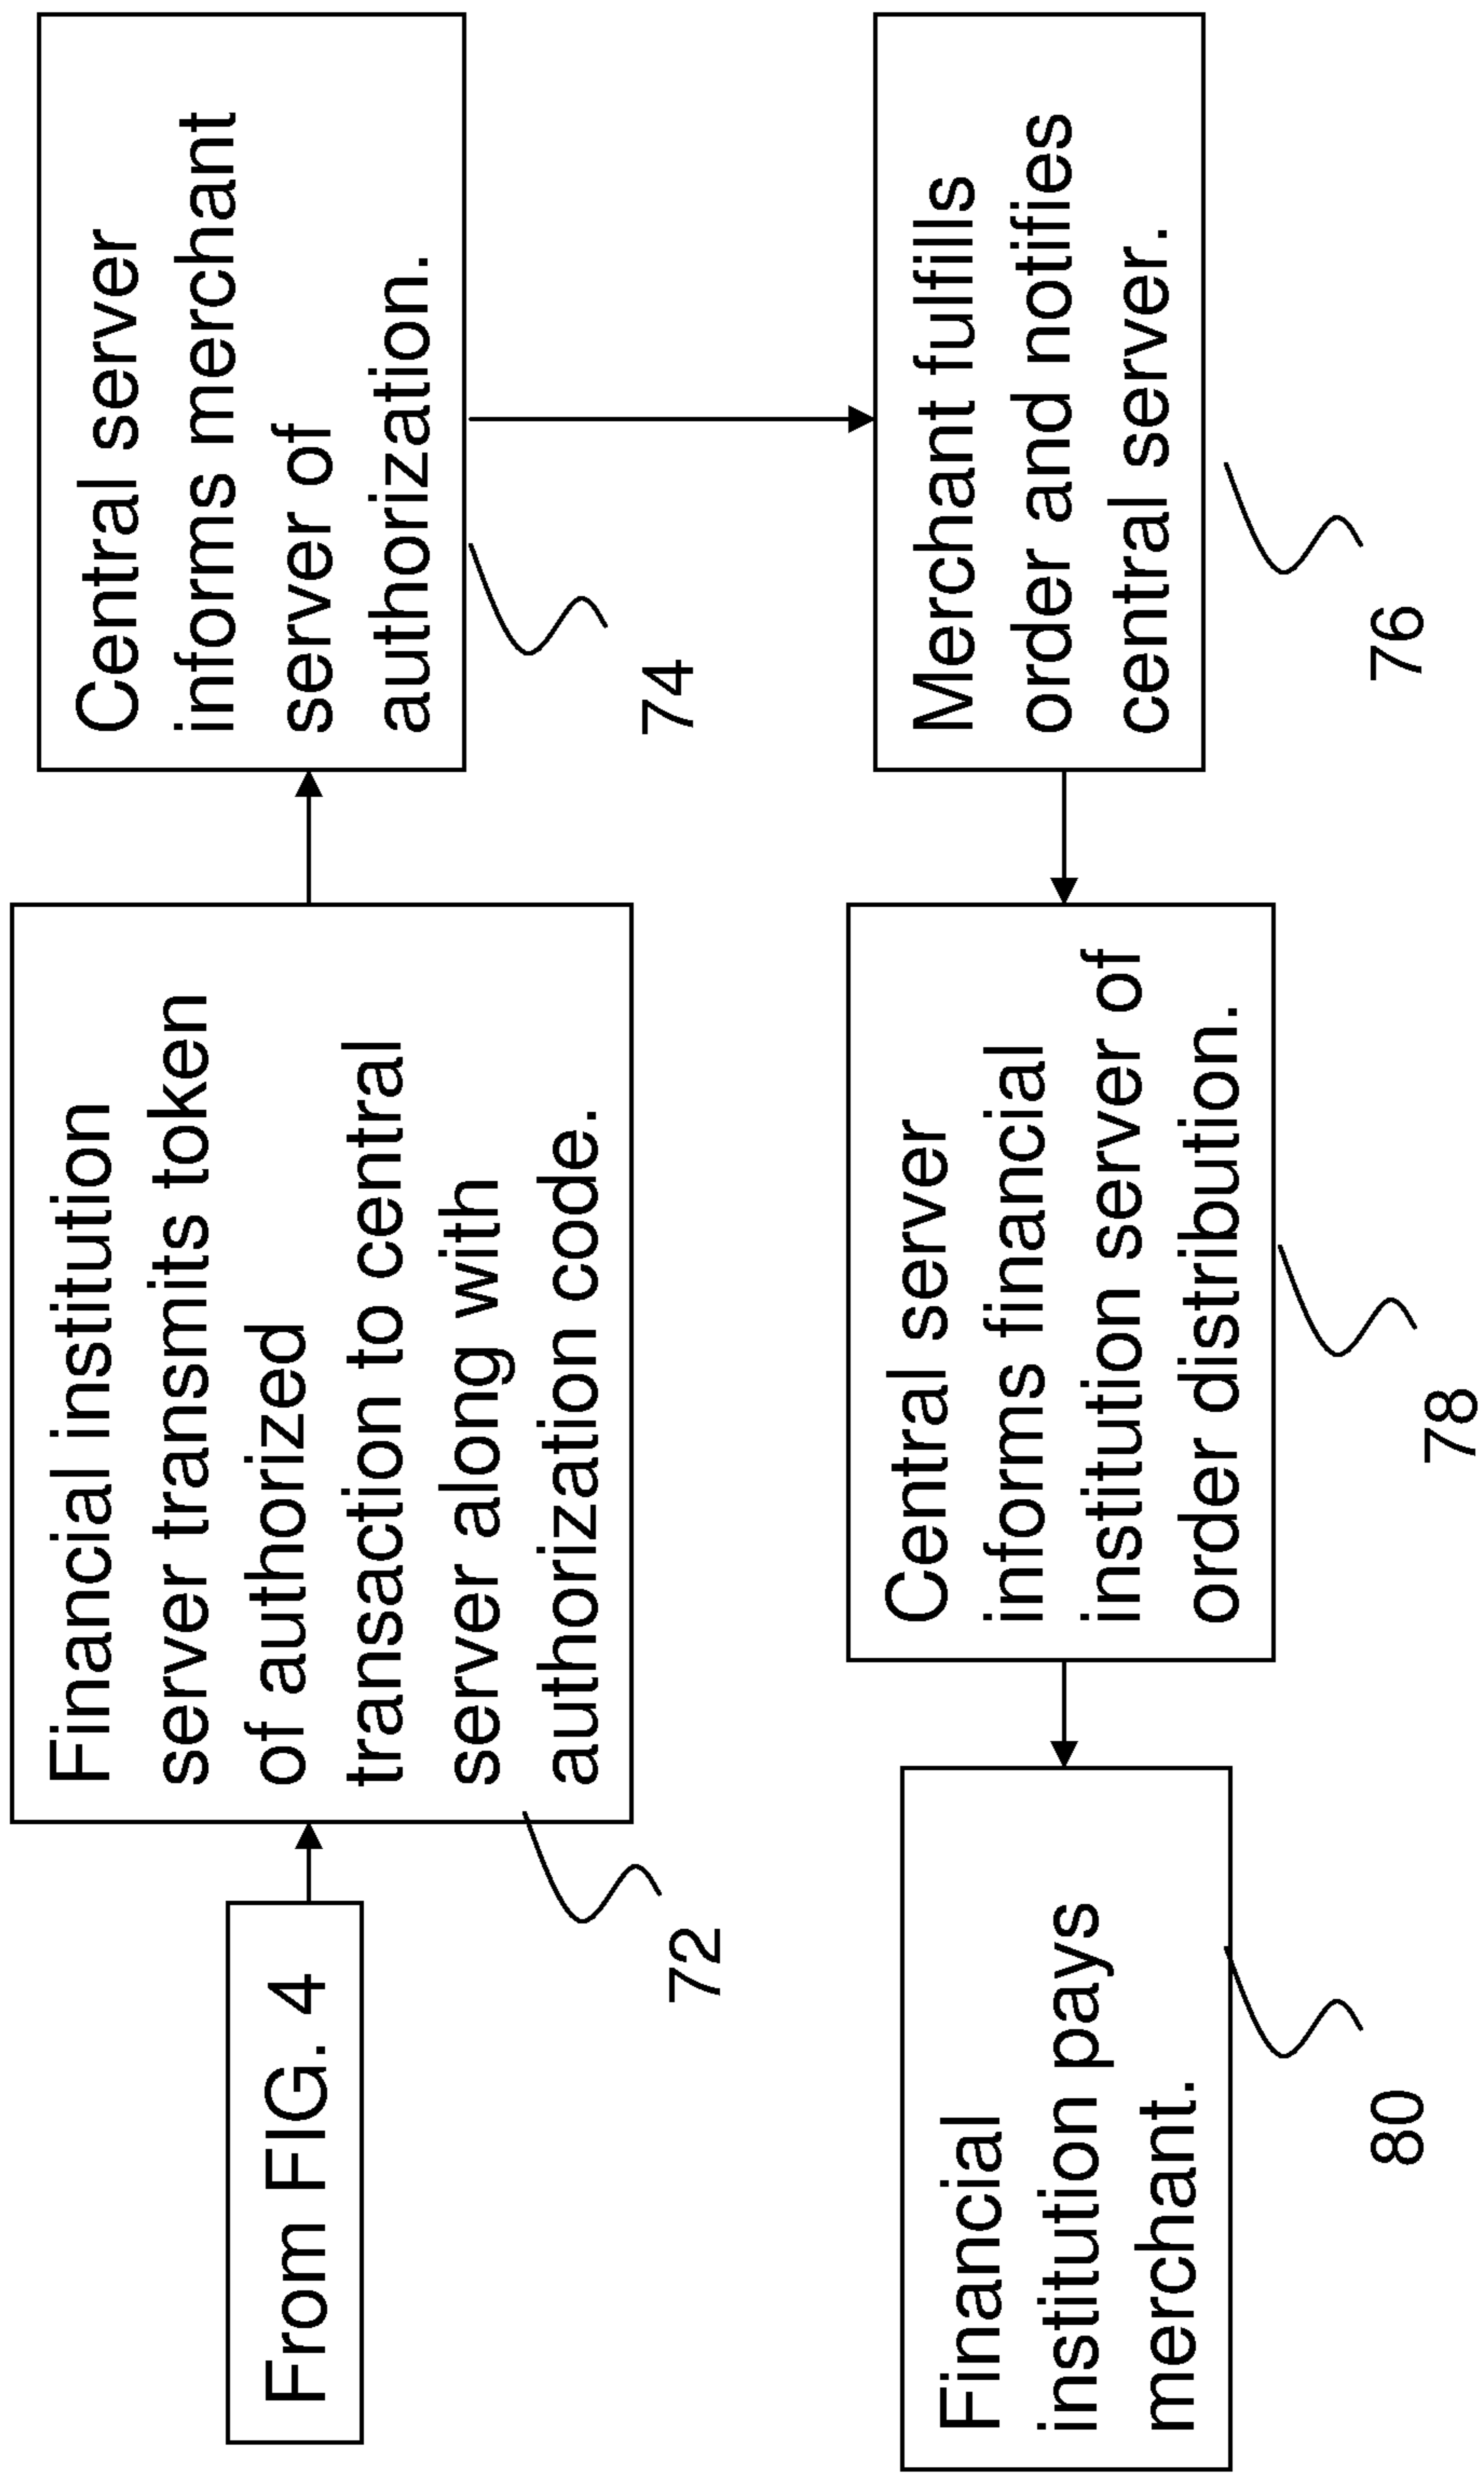 From FIG. 4
Financial institution
server transmits token
of authorized
transaction to central
server along with
authorization code.
72
Central server
informs merchant
server of
authorization.
74
Merchant fulfills
order and notifies
central server.
76
Central server
informs financial
institution server of
order distribution.
78
Financial
institution pays
merchant.
80